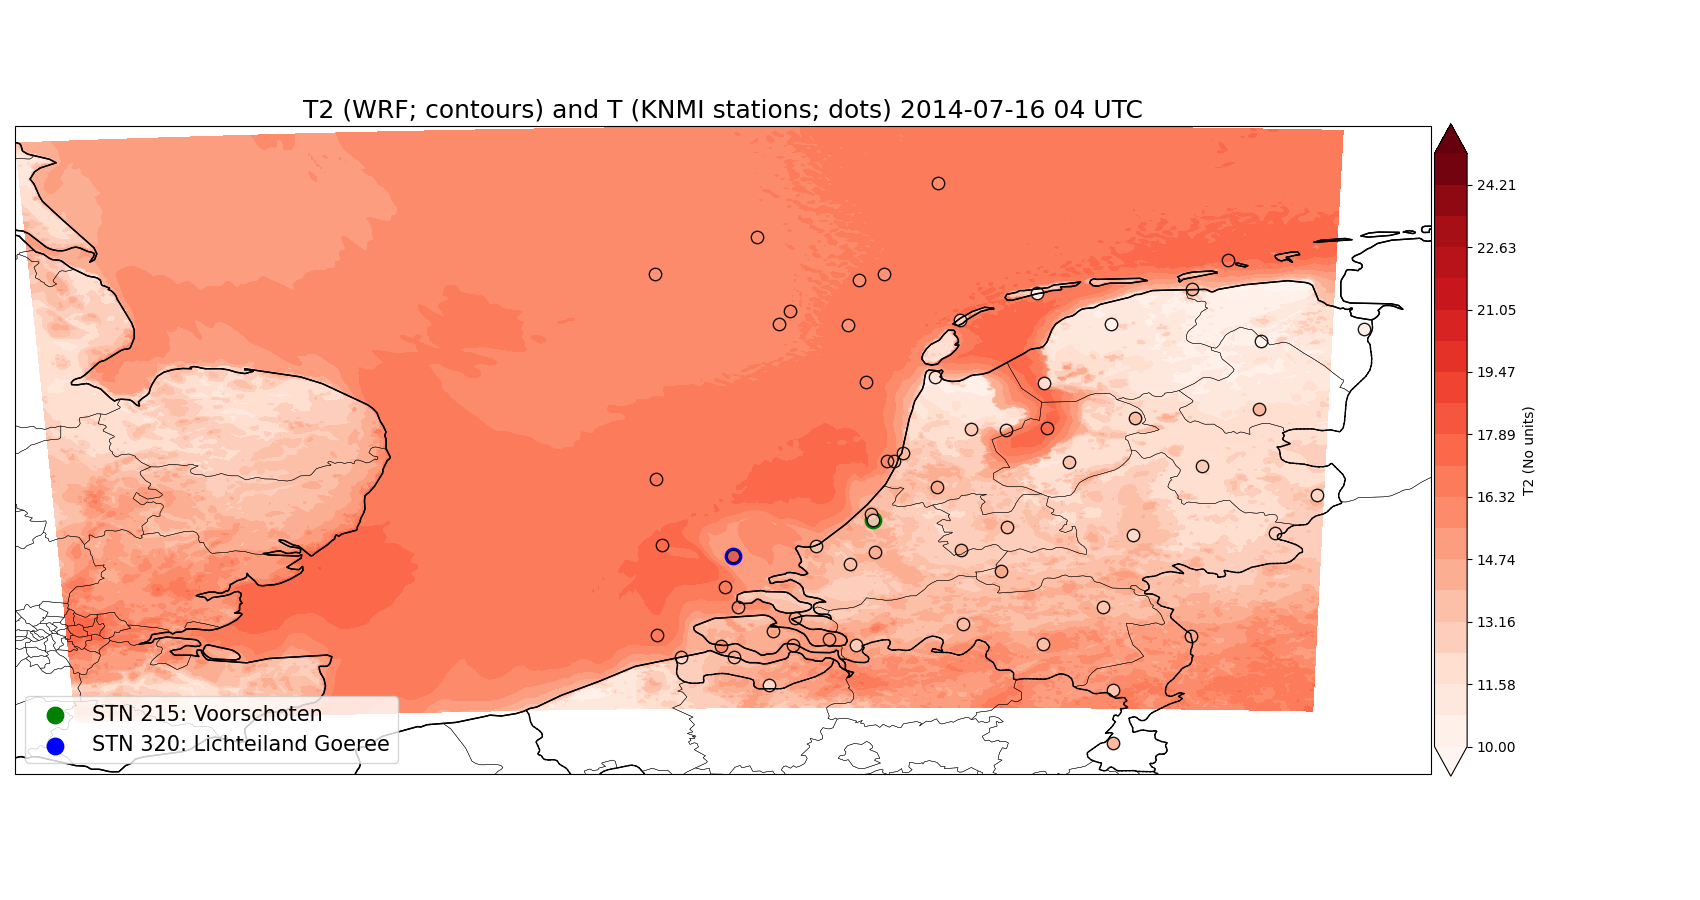 T2 (WRF; contours) and T (KNMI stations; dots) 2014-07-16 04 UTC
24.21
22.63
21.05
19.47
17.89
16.32
14.74
13.16
11.58
10.00
T2 (No units)
STN 215: Voorschoten
STN 320: Lichteiland Goeree